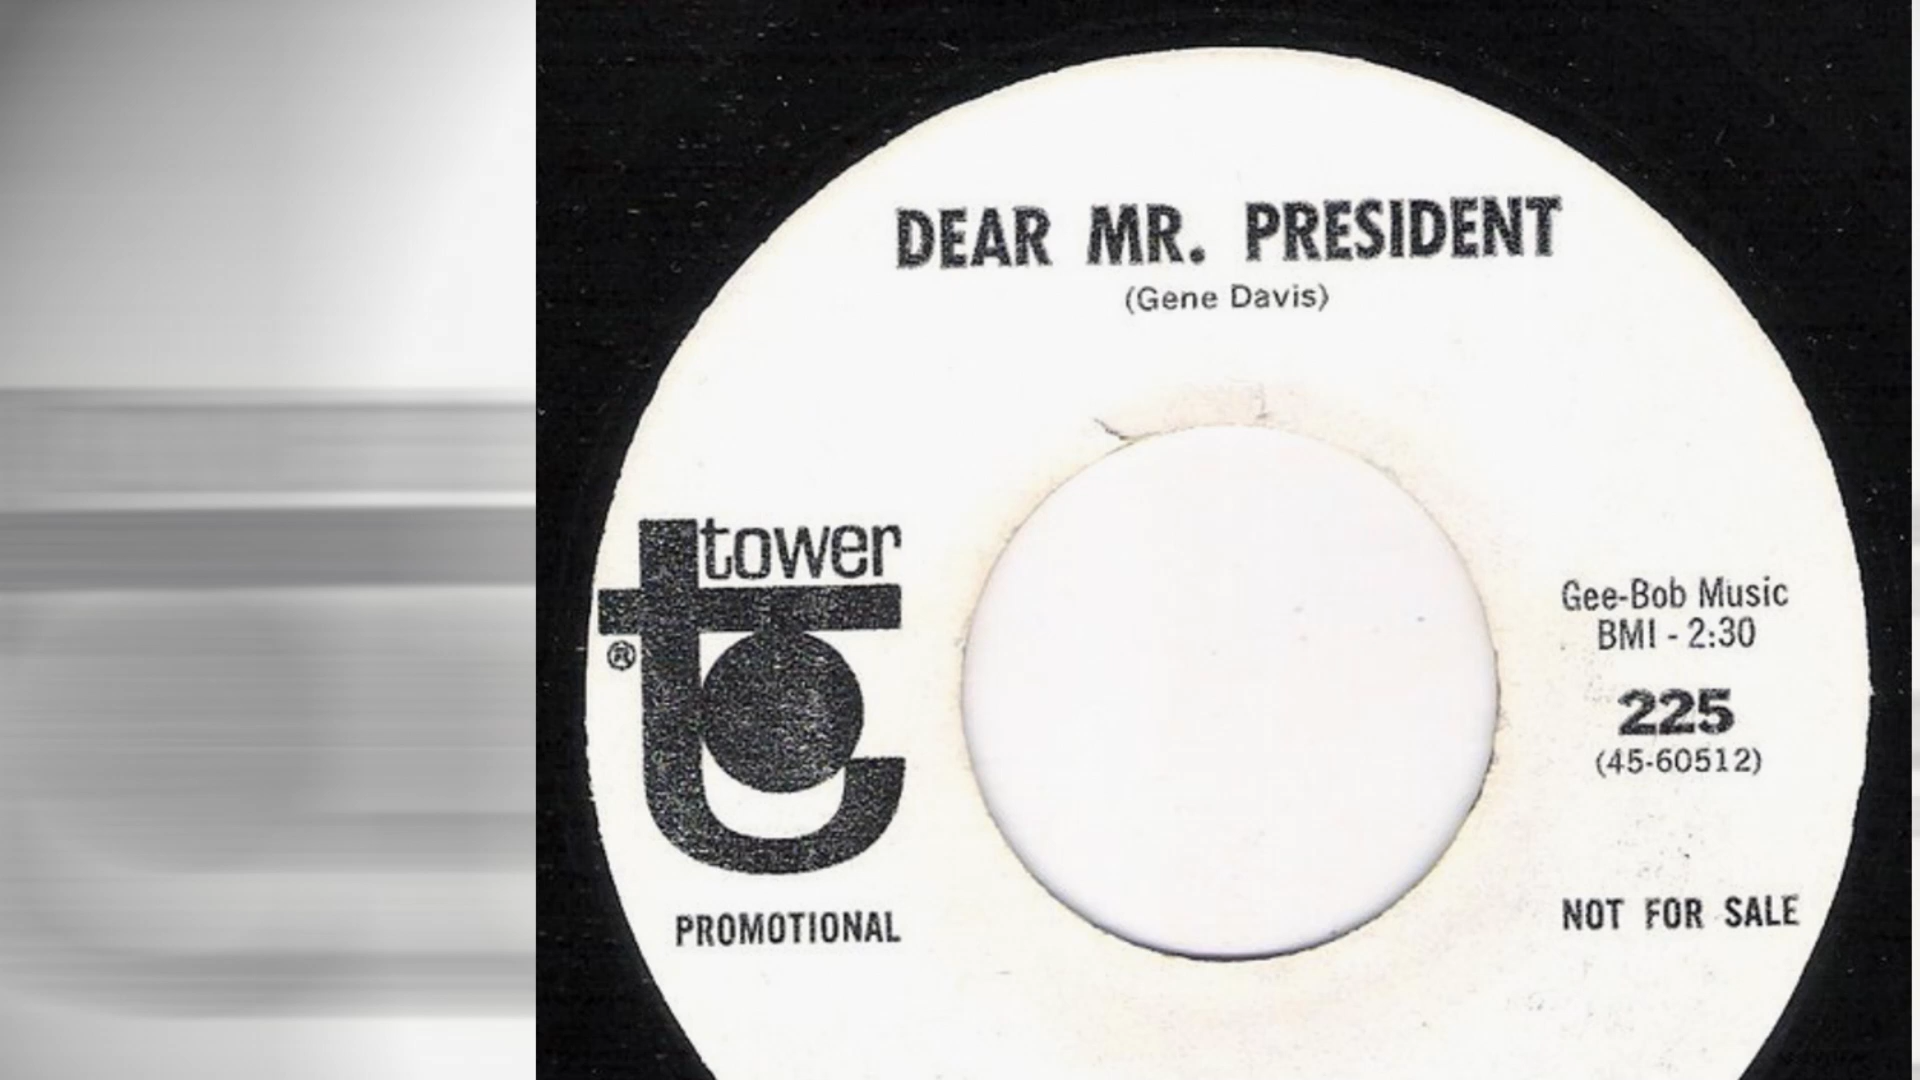 DEAR MR. PRESIDENT
(Gene Davis)
tower
®
PROMOTIONAL
Gee-Bob Music
BMI - 2:30
225
(45-60512)
NOT FOR SALE